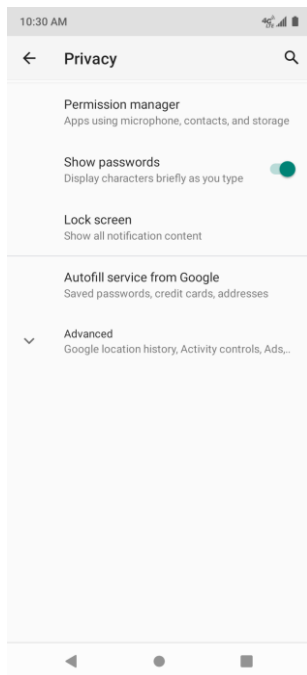 10:30 AM
Privacy
Permission manager
Apps using microphone, contacts, and storage
Show passwords
Display characters briefly as you type
Lock screen
Show all notification content
Autofill service from Google
Saved passwords, credit cards, addresses
Advanced
Google location history, Activity controls, Ads,..